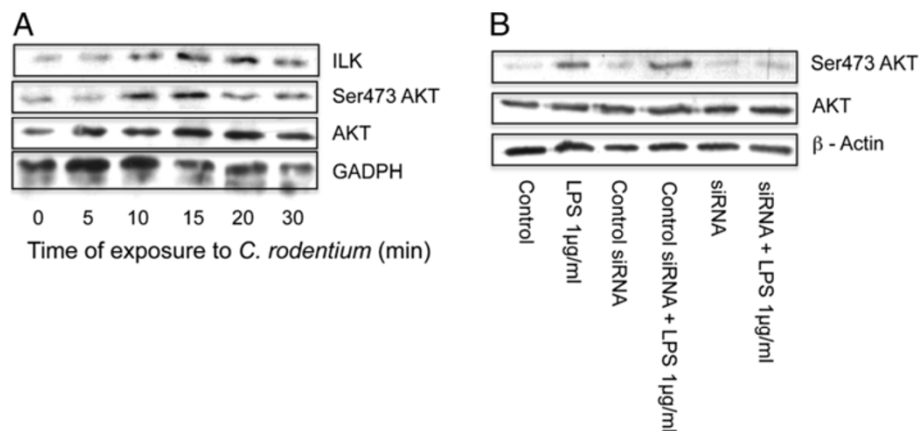 A
ILK
Ser473 AKT
AKT
GADPH
0 5 10 15 20 30
Time of exposure to C. rodentium (min)
B
Ser473 AKT
AKT
β - Actin
Control
LPS 1μg/ml
Control siRNA
Control siRNA + LPS 1μg/ml
siRNA
siRNA + LPS 1μg/ml